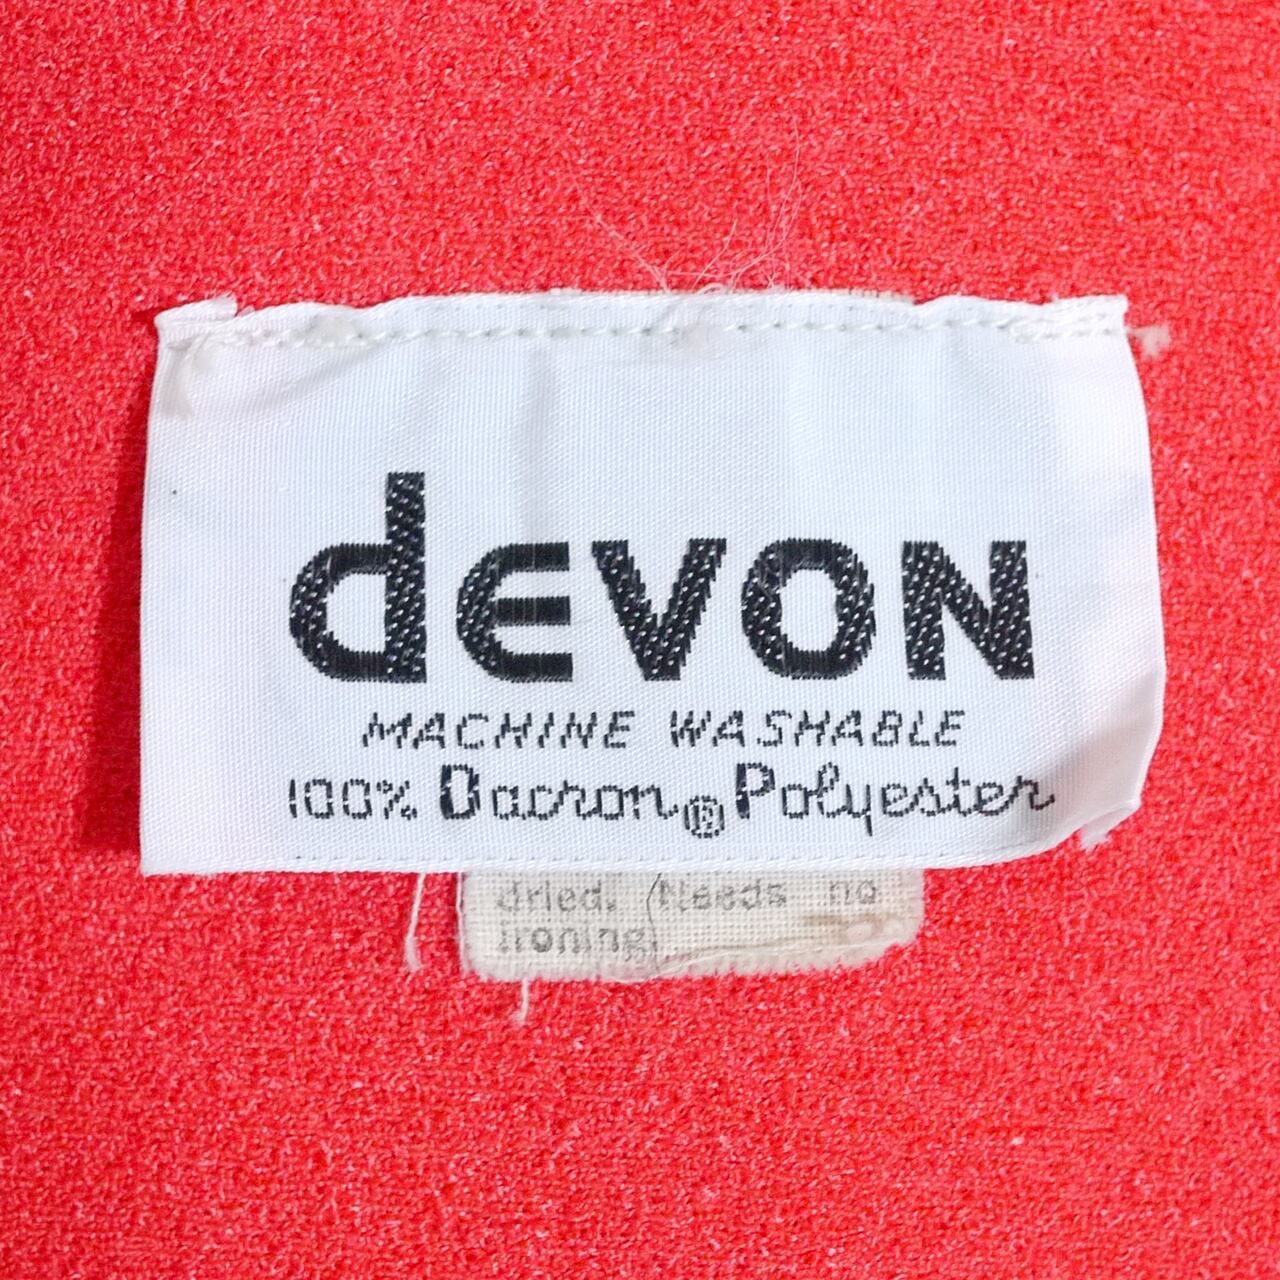 devon
MACHINE WASHABLE
100% Dacron® Polyester
dried. Needs no
ironing.